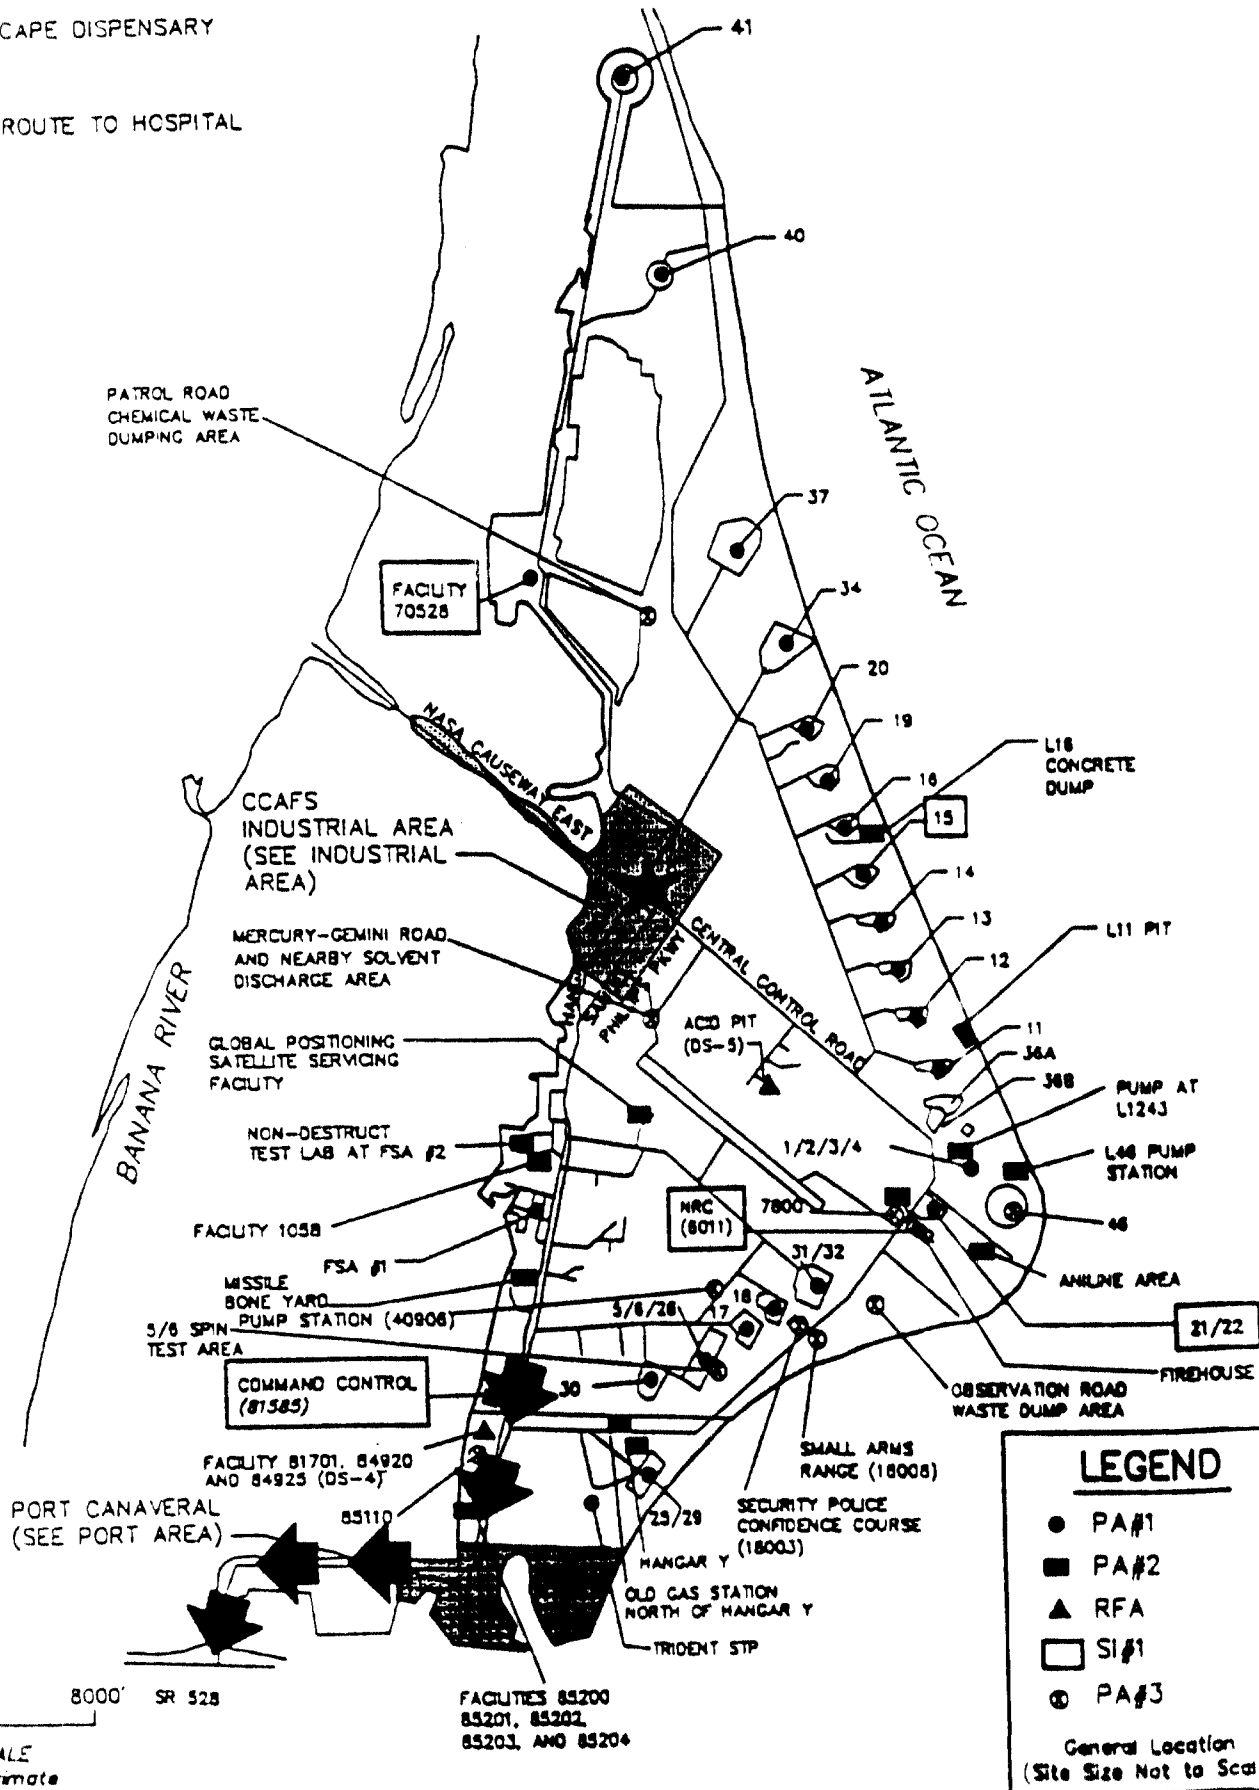 CAPE DISPENSARY
ROUTE TO HOSPITAL
41
40
PATROL ROAD
CHEMICAL WASTE
DUMPING AREA
ATLANTIC OCEAN
37
FACILITY
70528
34
20
19
NASA CAUSEWAY EAST
L16
CONCRETE
DUMP
16
15
CCAFS
INDUSTRIAL AREA
(SEE INDUSTRIAL
AREA)
14
13
L11 PIT
12
MERCURY-GEMINI ROAD
AND NEARBY SOLVENT
DISCHARGE AREA
CENTRAL CONTROL ROAD
PHILLIPS PKWY
BANANA RIVER
ACID PIT
(DS-5)
11
36A
36B
GLOBAL POSITIONING
SATELLITE SERVICING
FACILITY
PUMP AT
L1243
NON-DESTRUCT
TEST LAB AT FSA #2
1/2/3/4
L46 PUMP
STATION
FACILITY 1058
NRC
(6011)
7800
46
FSA #1
31/32
ANILINE AREA
MISSILE
BONE YARD
PUMP STATION (40906)
5/6/26
17
18
21/22
5/6 SPIN
TEST AREA
FIREHOUSE
COMMAND CONTROL
(81585)
30
OBSERVATION ROAD
WASTE DUMP AREA
FACILITY 81701, 84920
AND 84925 (DS-4)
SMALL ARMS
RANGE (18008)
PORT CANAVERAL
(SEE PORT AREA)
85110
25/29
SECURITY POLICE
CONFIDENCE COURSE
(18003)
HANGAR Y
OLD GAS STATION
NORTH OF HANGAR Y
TRIDENT STP
8000'
SR 528
FACILITIES 85200
85201, 85202
85203, AND 85204
LEGEND
PA#1
PA#2
RFA
SI#1
PA#3
General Location
(Site Size Not to Scal